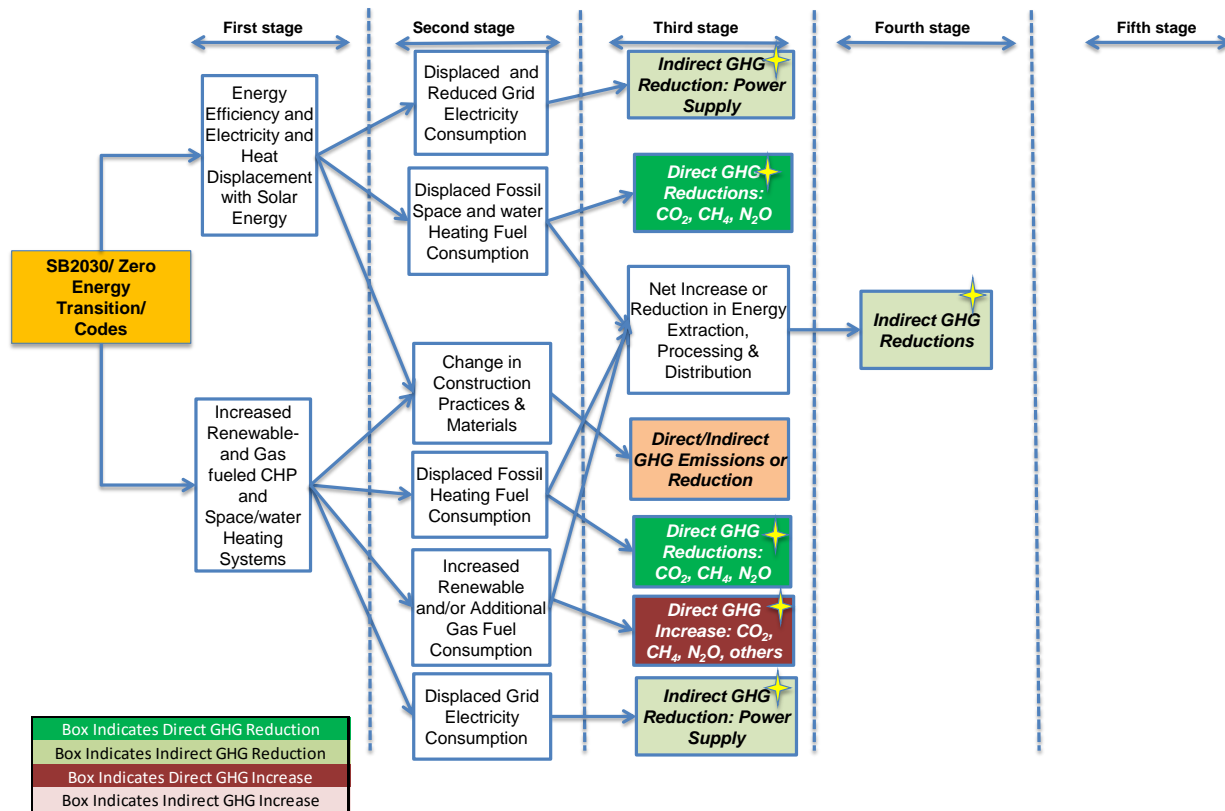 First stage
Second stage
Third stage
Fourth stage
Fifth stage
Energy
Efficiency and
Electricity and
Heat
Displacement
with Solar
Energy
Displaced and
Reduced Grid
Electricity
Consumption
Indirect GHG
Reduction: Power
Supply
Displaced Fossil
Space and water
Heating Fuel
Consumption
Direct GHG
Reductions:
CO₂, CH₄, N₂O
SB2030/ Zero
Energy
Transition/
Codes
Net Increase or
Reduction in Energy
Extraction,
Processing &
Distribution
Indirect GHG
Reductions
Change in
Construction
Practices &
Materials
Increased
Renewable-
and Gas
fueled CHP
and
Space/water
Heating
Systems
Direct/Indirect
GHG Emissions or
Reduction
Displaced Fossil
Heating Fuel
Consumption
Direct GHG
Reductions:
CO₂, CH₄, N₂O
Increased
Renewable
and/or Additional
Gas Fuel
Consumption
Direct GHG
Increase: CO₂,
CH₄, N₂O, others
Displaced Grid
Electricity
Consumption
Indirect GHG
Reduction: Power
Supply
Box Indicates Direct GHG Reduction
Box Indicates Indirect GHG Reduction
Box Indicates Direct GHG Increase
Box Indicates Indirect GHG Increase